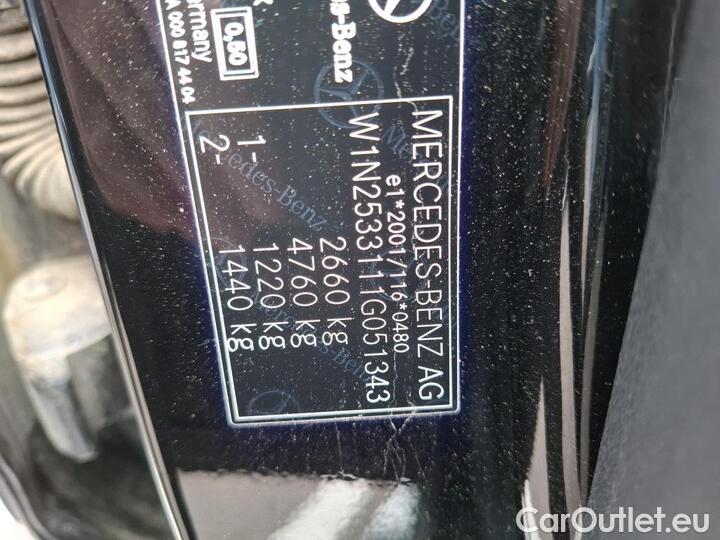 MERCEDES-BENZ AG
e1*2001/116*0480
W1N2533111G051343
2660 kg
4760 kg
1- 1220 kg
2- 1440 kg
0,60
Germany
A 000 817 44 04
CarOutlet.eu